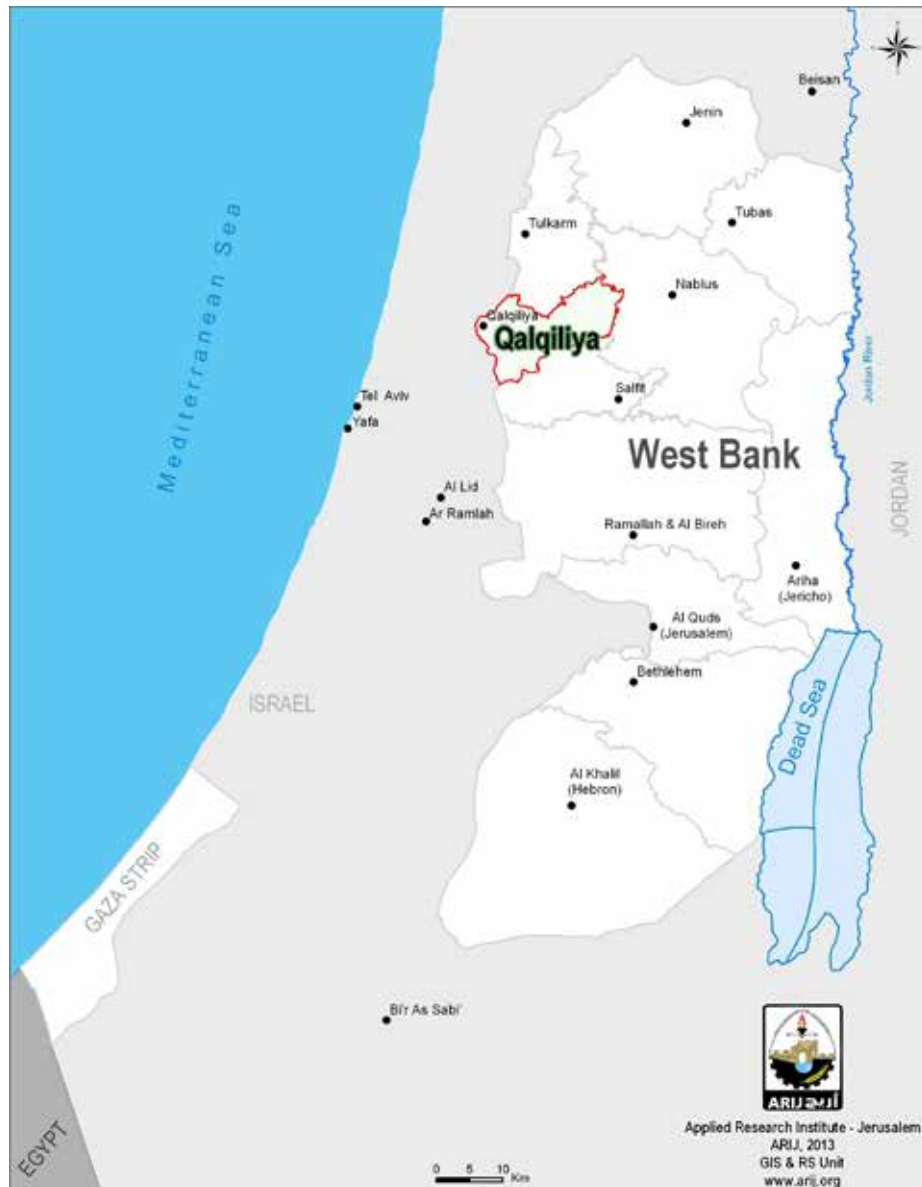 Beisan
Jenin
Tubas
Tulkarm
Nablus
Qalqiliya
Qalqiliya
Mediterranean Sea
Jordan River
Salfit
Tel Aviv
Yafa
West Bank
JORDAN
Al Lid
Ar Ramlah
Ramallah & Al Bireh
Ariha
(Jericho)
Al Quds
(Jerusalem)
Bethlehem
ISRAEL
Dead Sea
Al Khalil
(Hebron)
GAZA STRIP
Bi'r As Sabi'
EGYPT
ARIJ أريج
Applied Research Institute - Jerusalem
ARIJ, 2013
GIS & RS Unit
www.arij.org
0 5 10
Km